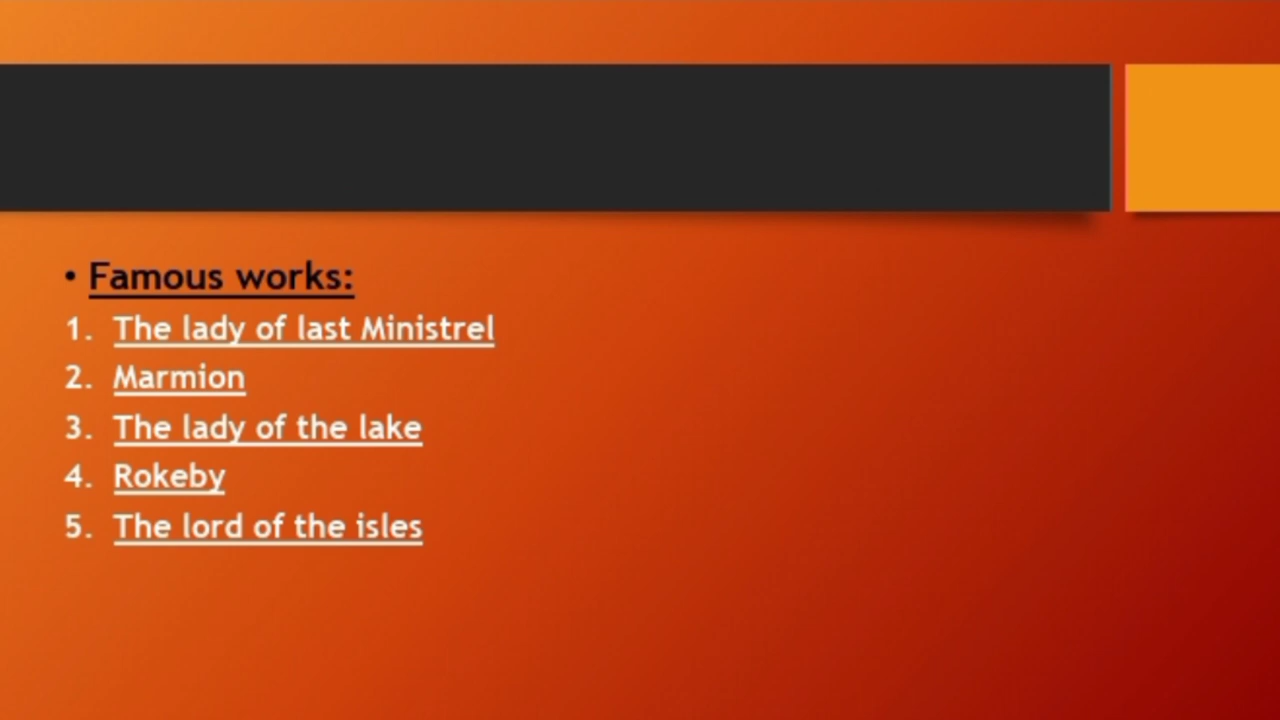 • Famous works:
1. The lady of last Ministrel
2. Marmion
3. The lady of the lake
4. Rokeby
5. The lord of the isles